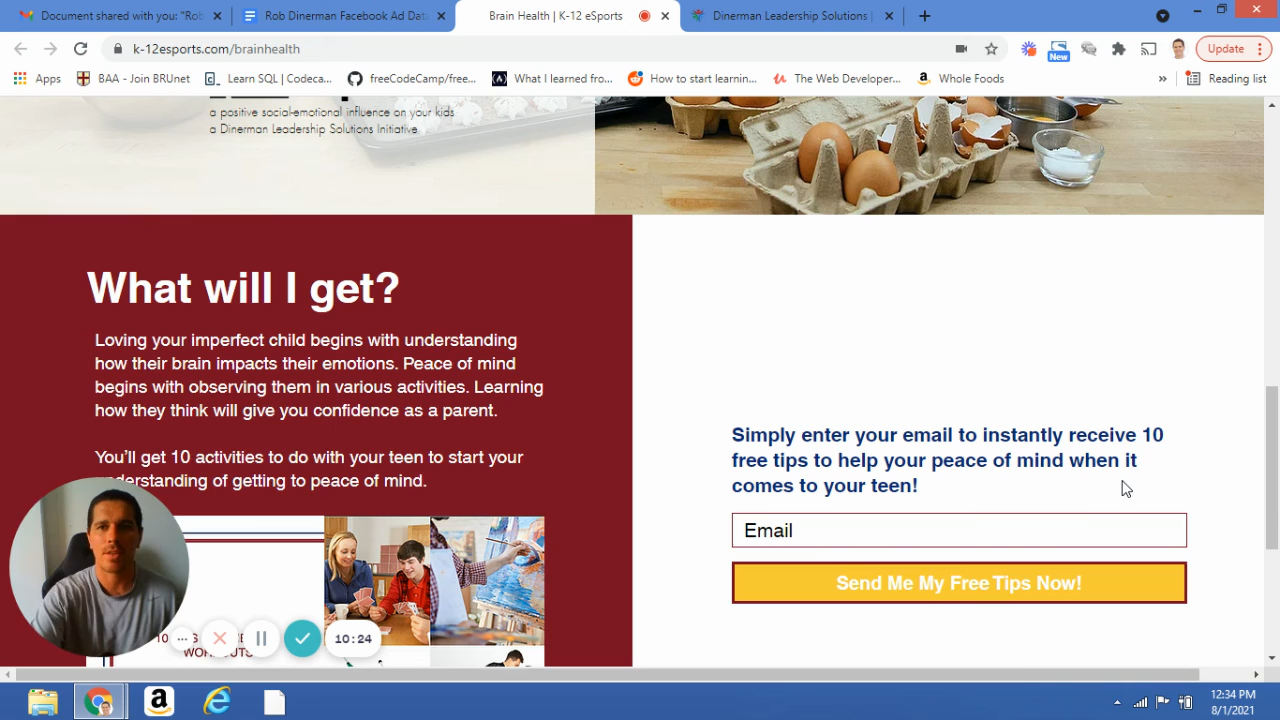 Document shared with you: "Rob
Rob Dinerman Facebook Ad Data
Brain Health | K-12 eSports
Dinerman Leadership Solutions |
k-12esports.com/brainhealth
New
Update
Apps
BAA - Join BRUnet
Learn SQL | Codeca...
freeCodeCamp/free...
What I learned fro...
How to start learnin...
The Web Developer...
Whole Foods
»
Reading list
a positive social-emotional influence on your kids
a Dinerman Leadership Solutions Initiative
What will I get?
Loving your imperfect child begins with understanding
how their brain impacts their emotions. Peace of mind
begins with observing them in various activities. Learning
how they think will give you confidence as a parent.
You'll get 10 activities to do with your teen to start your
understanding of getting to peace of mind.
Simply enter your email to instantly receive 10
free tips to help your peace of mind when it
comes to your teen!
Email
Send Me My Free Tips Now!
10
10:24
12:34 PM
8/1/2021